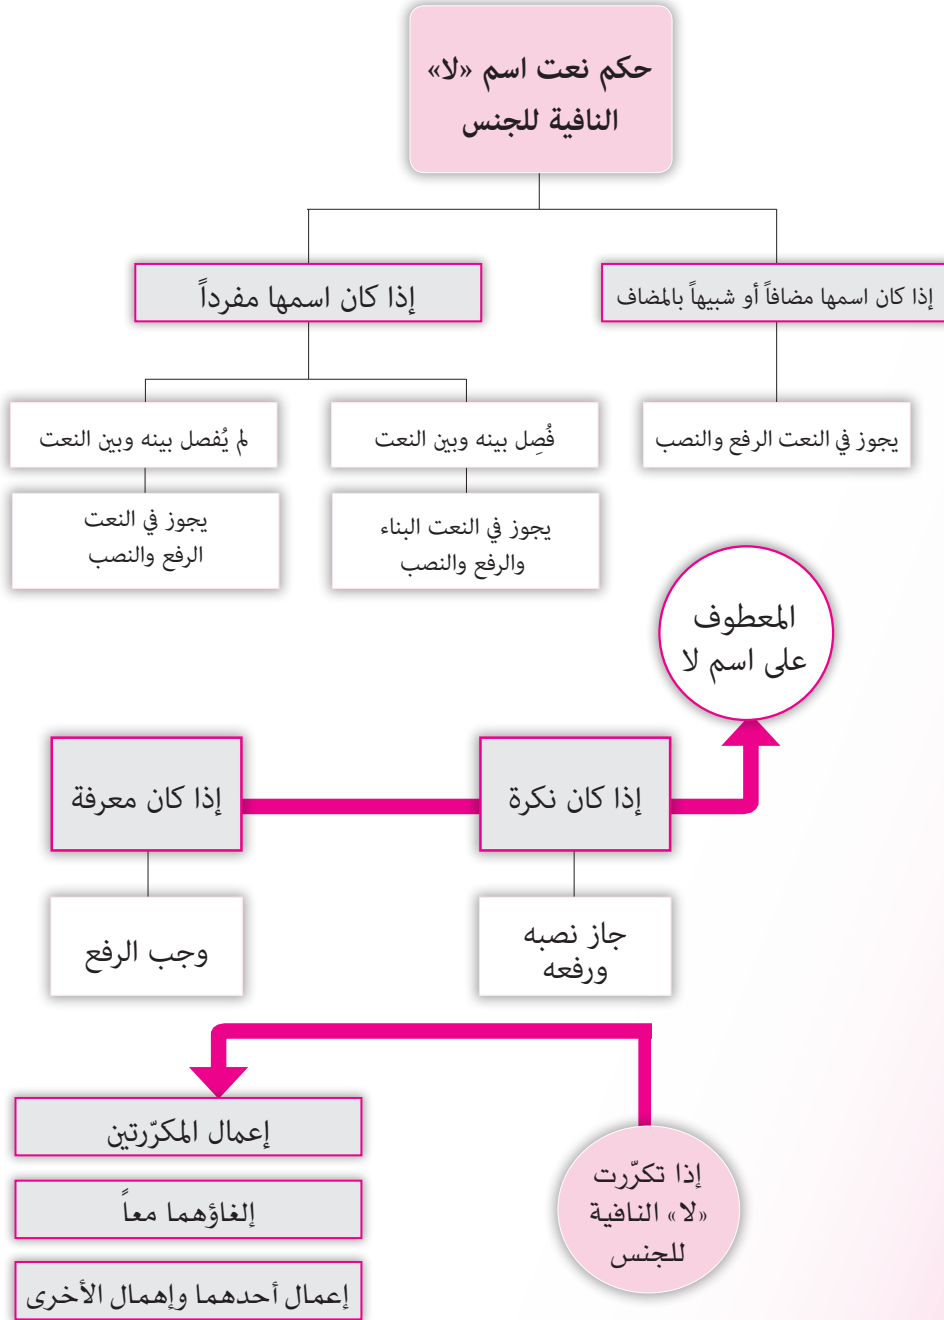 حكم نعت اسم «لا»
النافية للجنس
إذا كان اسمها مضافاً أو شبيهاً بالمضاف
إذا كان اسمها مفرداً
يجوز في النعت الرفع والنصب
فُصِل بينه وبين النعت
لم يُفصل بينه وبين النعت
يجوز في النعت البناء
والرفع والنصب
يجوز في النعت
الرفع والنصب
المعطوف
على اسم لا
إذا كان نكرة
إذا كان معرفة
جاز نصبه
ورفعه
وجب الرفع
إذا تكرّرت
«لا» النافية
للجنس
إعمال المكرّرتين
إلغاؤهما معاً
إعمال أحدهما وإهمال الأخرى